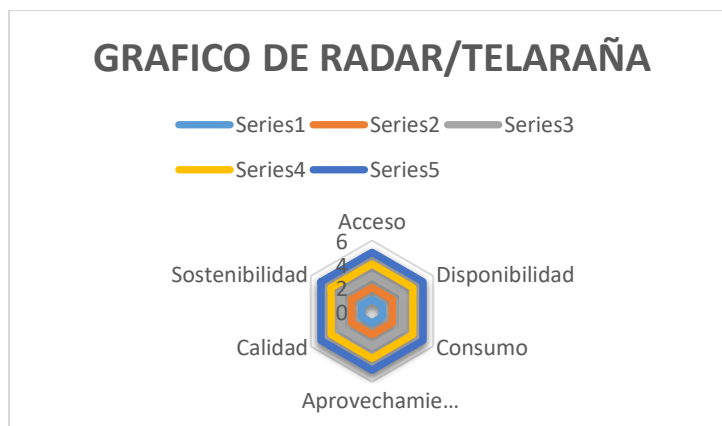 GRAFICO DE RADAR/TELARAÑA
Series1 Series2 Series3
Series4 Series5
Acceso
6
4
Sostenibilidad Disponibilidad
2
0
Calidad Consumo
Aprovechamie...